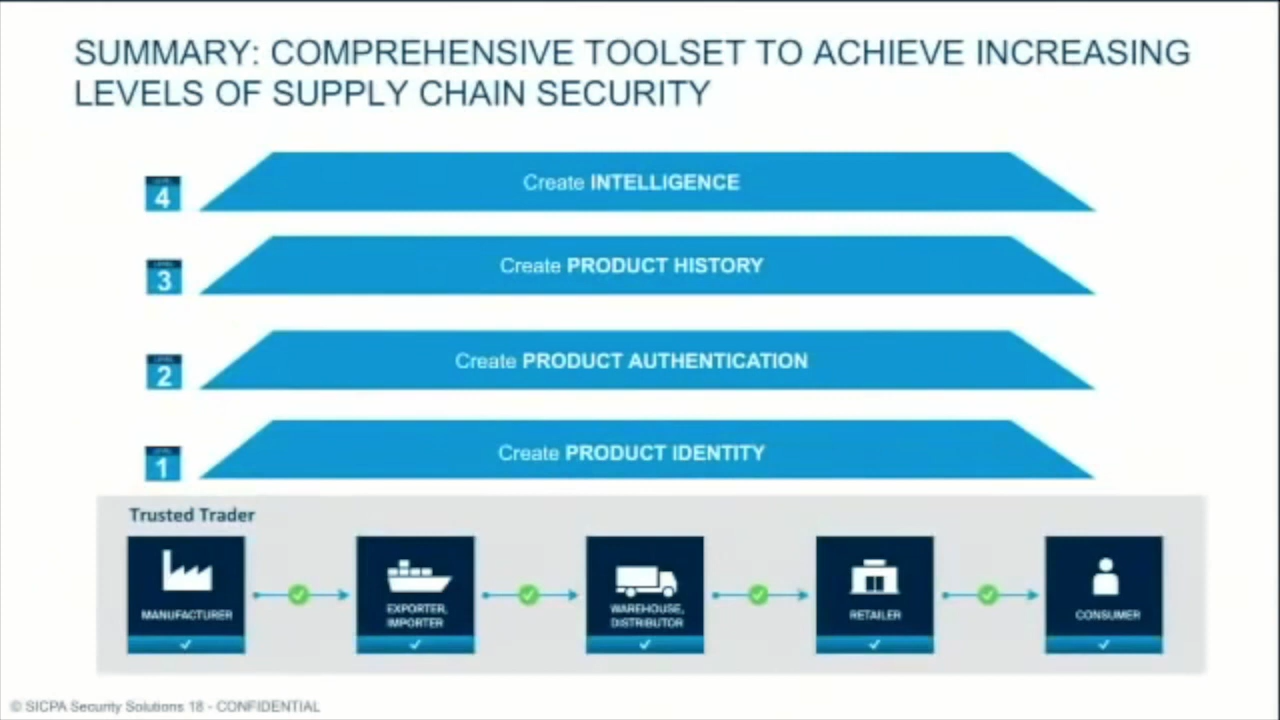 SUMMARY: COMPREHENSIVE TOOLSET TO ACHIEVE INCREASING
LEVELS OF SUPPLY CHAIN SECURITY
4
Create INTELLIGENCE
3
Create PRODUCT HISTORY
2
Create PRODUCT AUTHENTICATION
1
Create PRODUCT IDENTITY
Trusted Trader
MANUFACTURER
EXPORTER,
IMPORTER
WAREHOUSE,
DISTRIBUTOR
RETAILER
CONSUMER
© SICPA Security Solutions 18 - CONFIDENTIAL